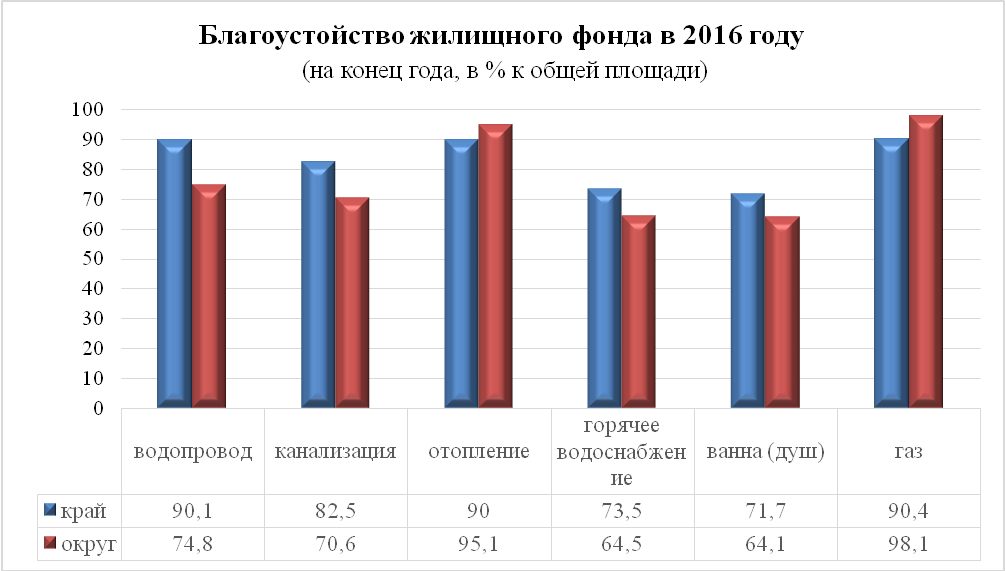 Благоустойство жилищного фонда в 2016 году
(на конец года, в % к общей площади)
100
90
80
70
60
50
40
30
20
10
0
водопровод канализация отопление горячее водоснабжен ие ванна (душ) газ
край 90,1 82,5 90 73,5 71,7 90,4
округ 74,8 70,6 95,1 64,5 64,1 98,1